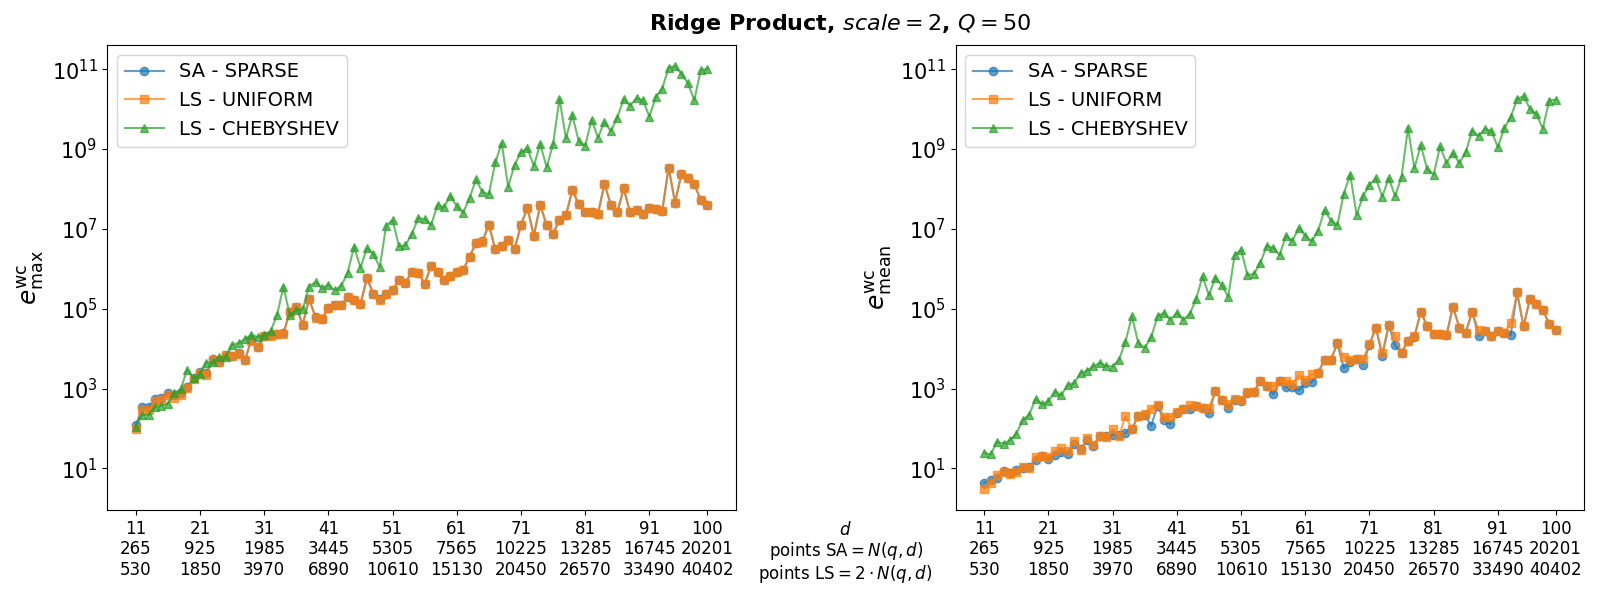 Ridge Product, scale = 2, Q = 50
SA - SPARSE
LS - UNIFORM
LS - CHEBYSHEV
10^11
10^9
10^7
10^5
10^3
10^1
e^wc_max
11 21 31 41 51 61 71 81 91 100
265 925 1985 3445 5305 7565 10225 13285 16745 20201
530 1850 3970 6890 10610 15130 20450 26570 33490 40402
d
points SA = N(q, d)
points LS = 2 · N(q, d)
SA - SPARSE
LS - UNIFORM
LS - CHEBYSHEV
10^11
10^9
10^7
10^5
10^3
10^1
e^wc_mean
11 21 31 41 51 61 71 81 91 100
265 925 1985 3445 5305 7565 10225 13285 16745 20201
530 1850 3970 6890 10610 15130 20450 26570 33490 40402